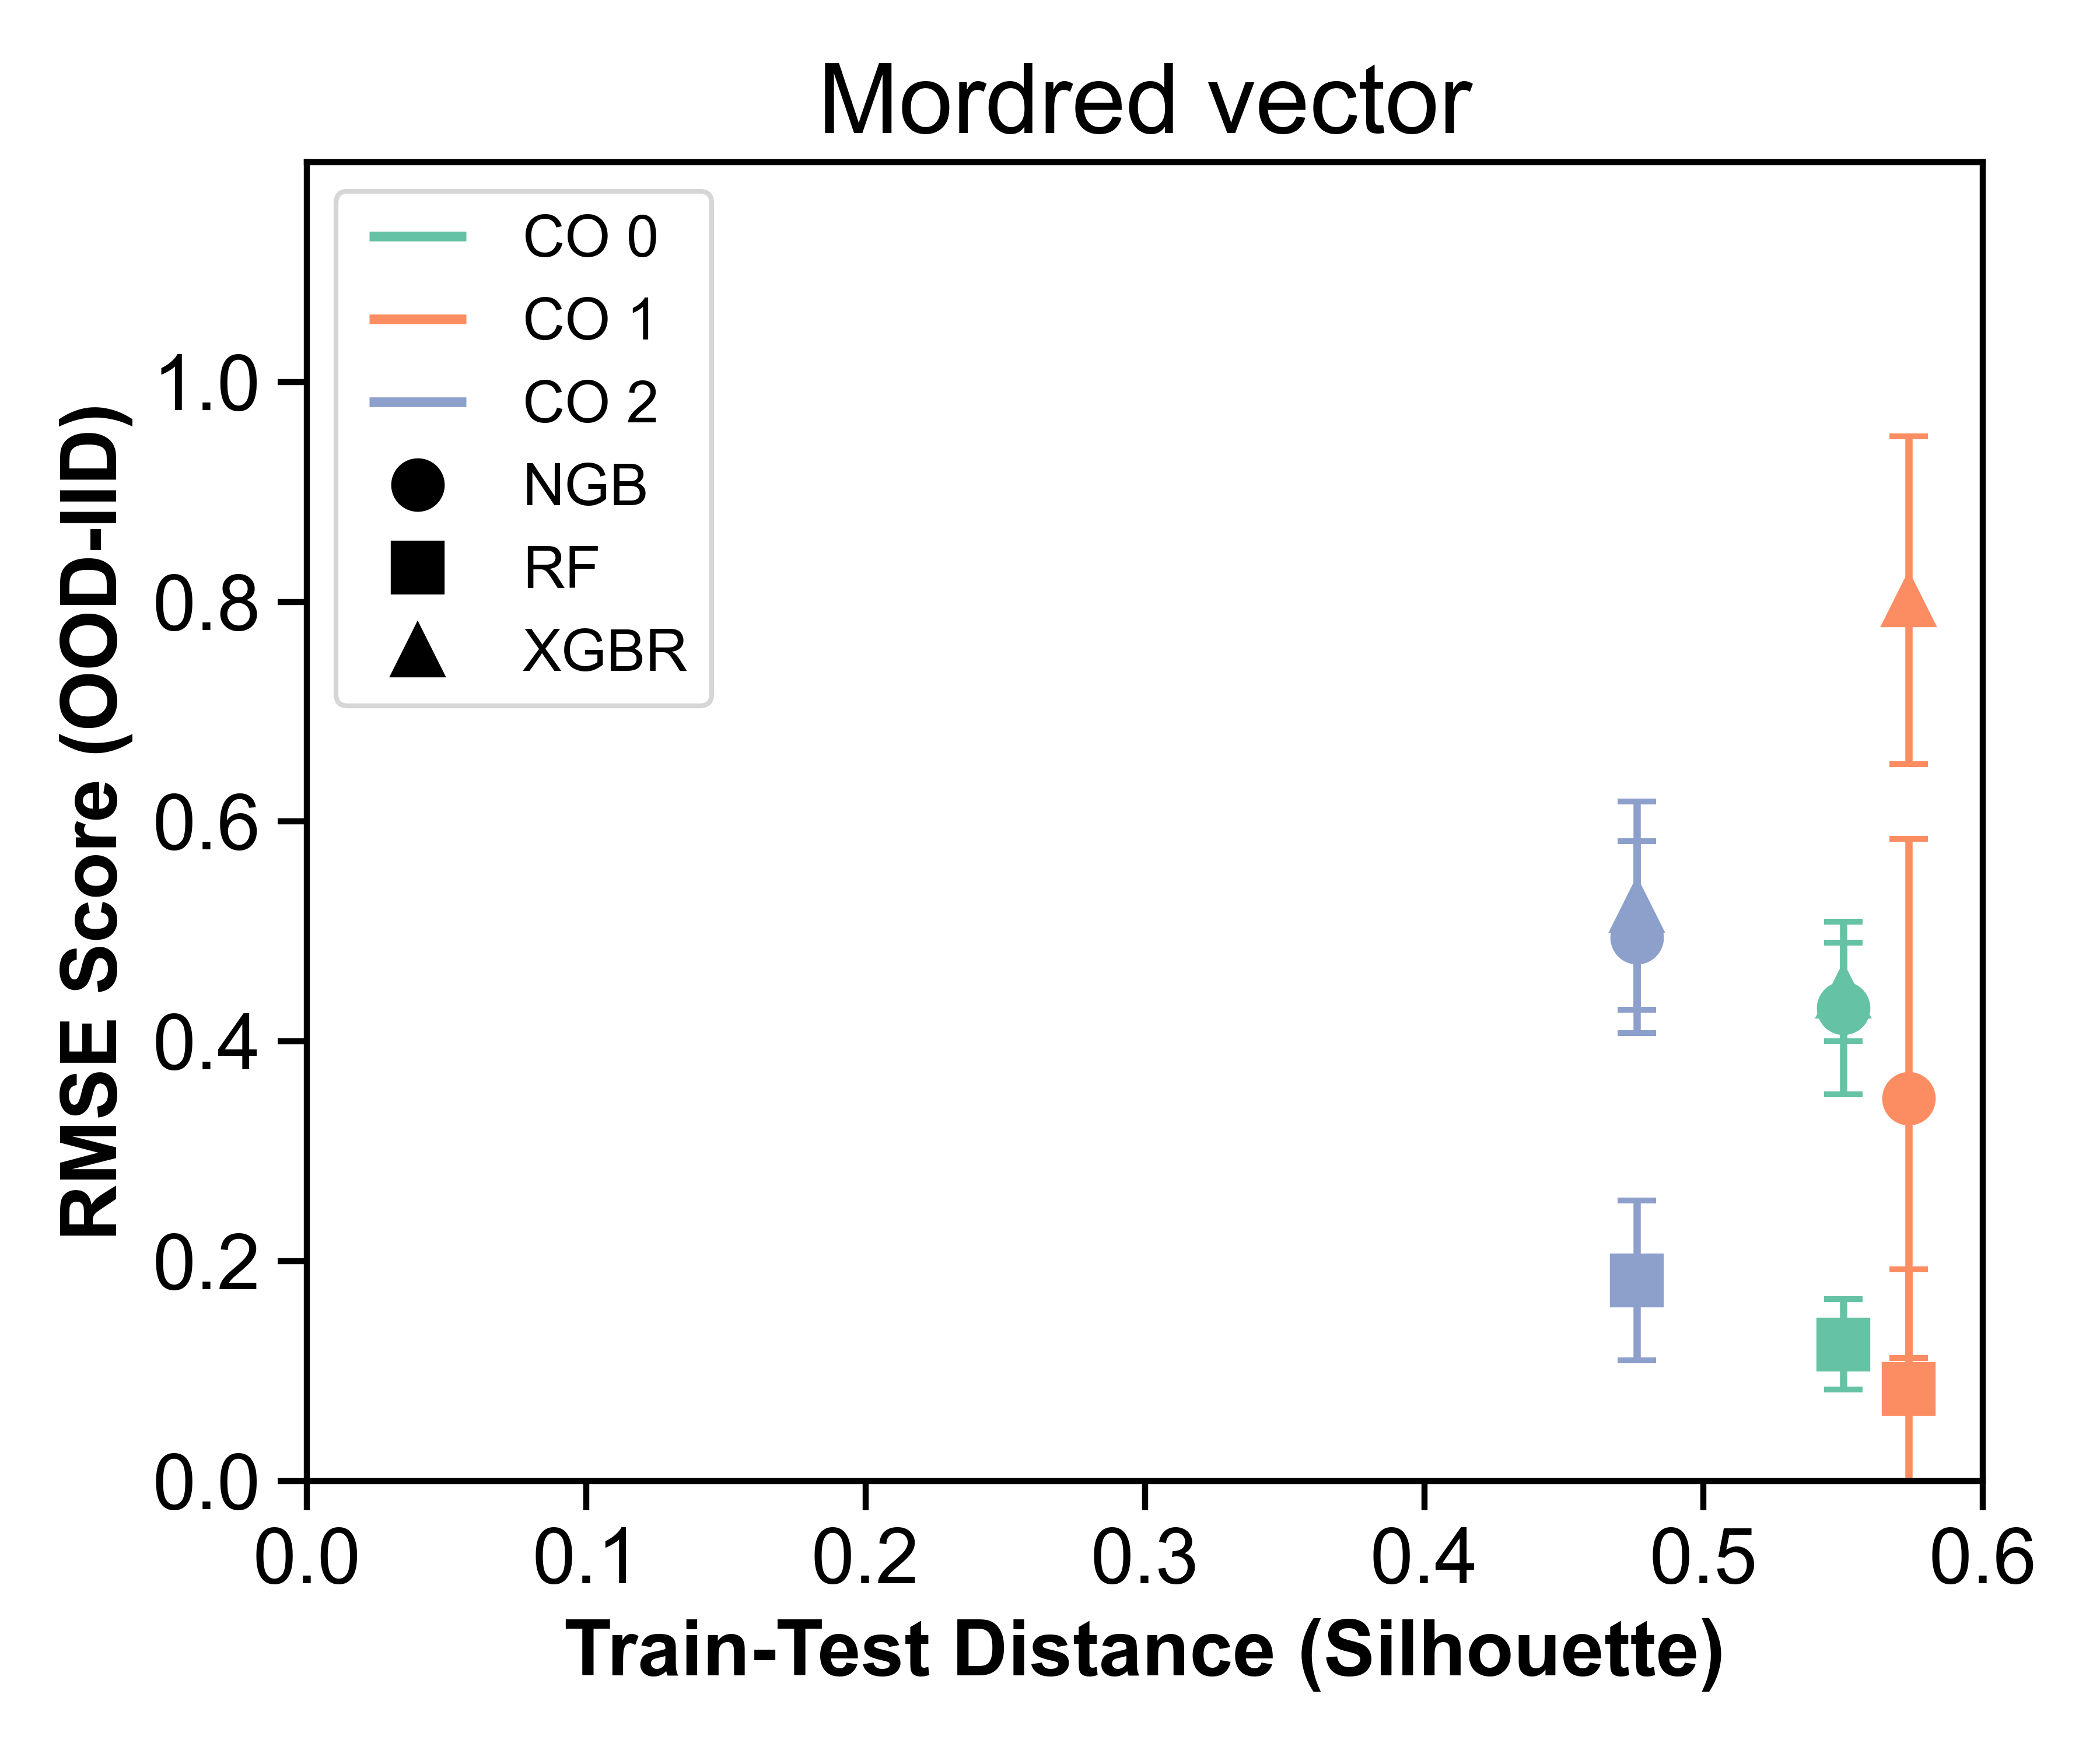 Mordred vector
CO 0
CO 1
CO 2
NGB
RF
XGBR
RMSE Score (OOD-IID)
1.0
0.8
0.6
0.4
0.2
0.0
0.0 0.1 0.2 0.3 0.4 0.5 0.6
Train-Test Distance (Silhouette)